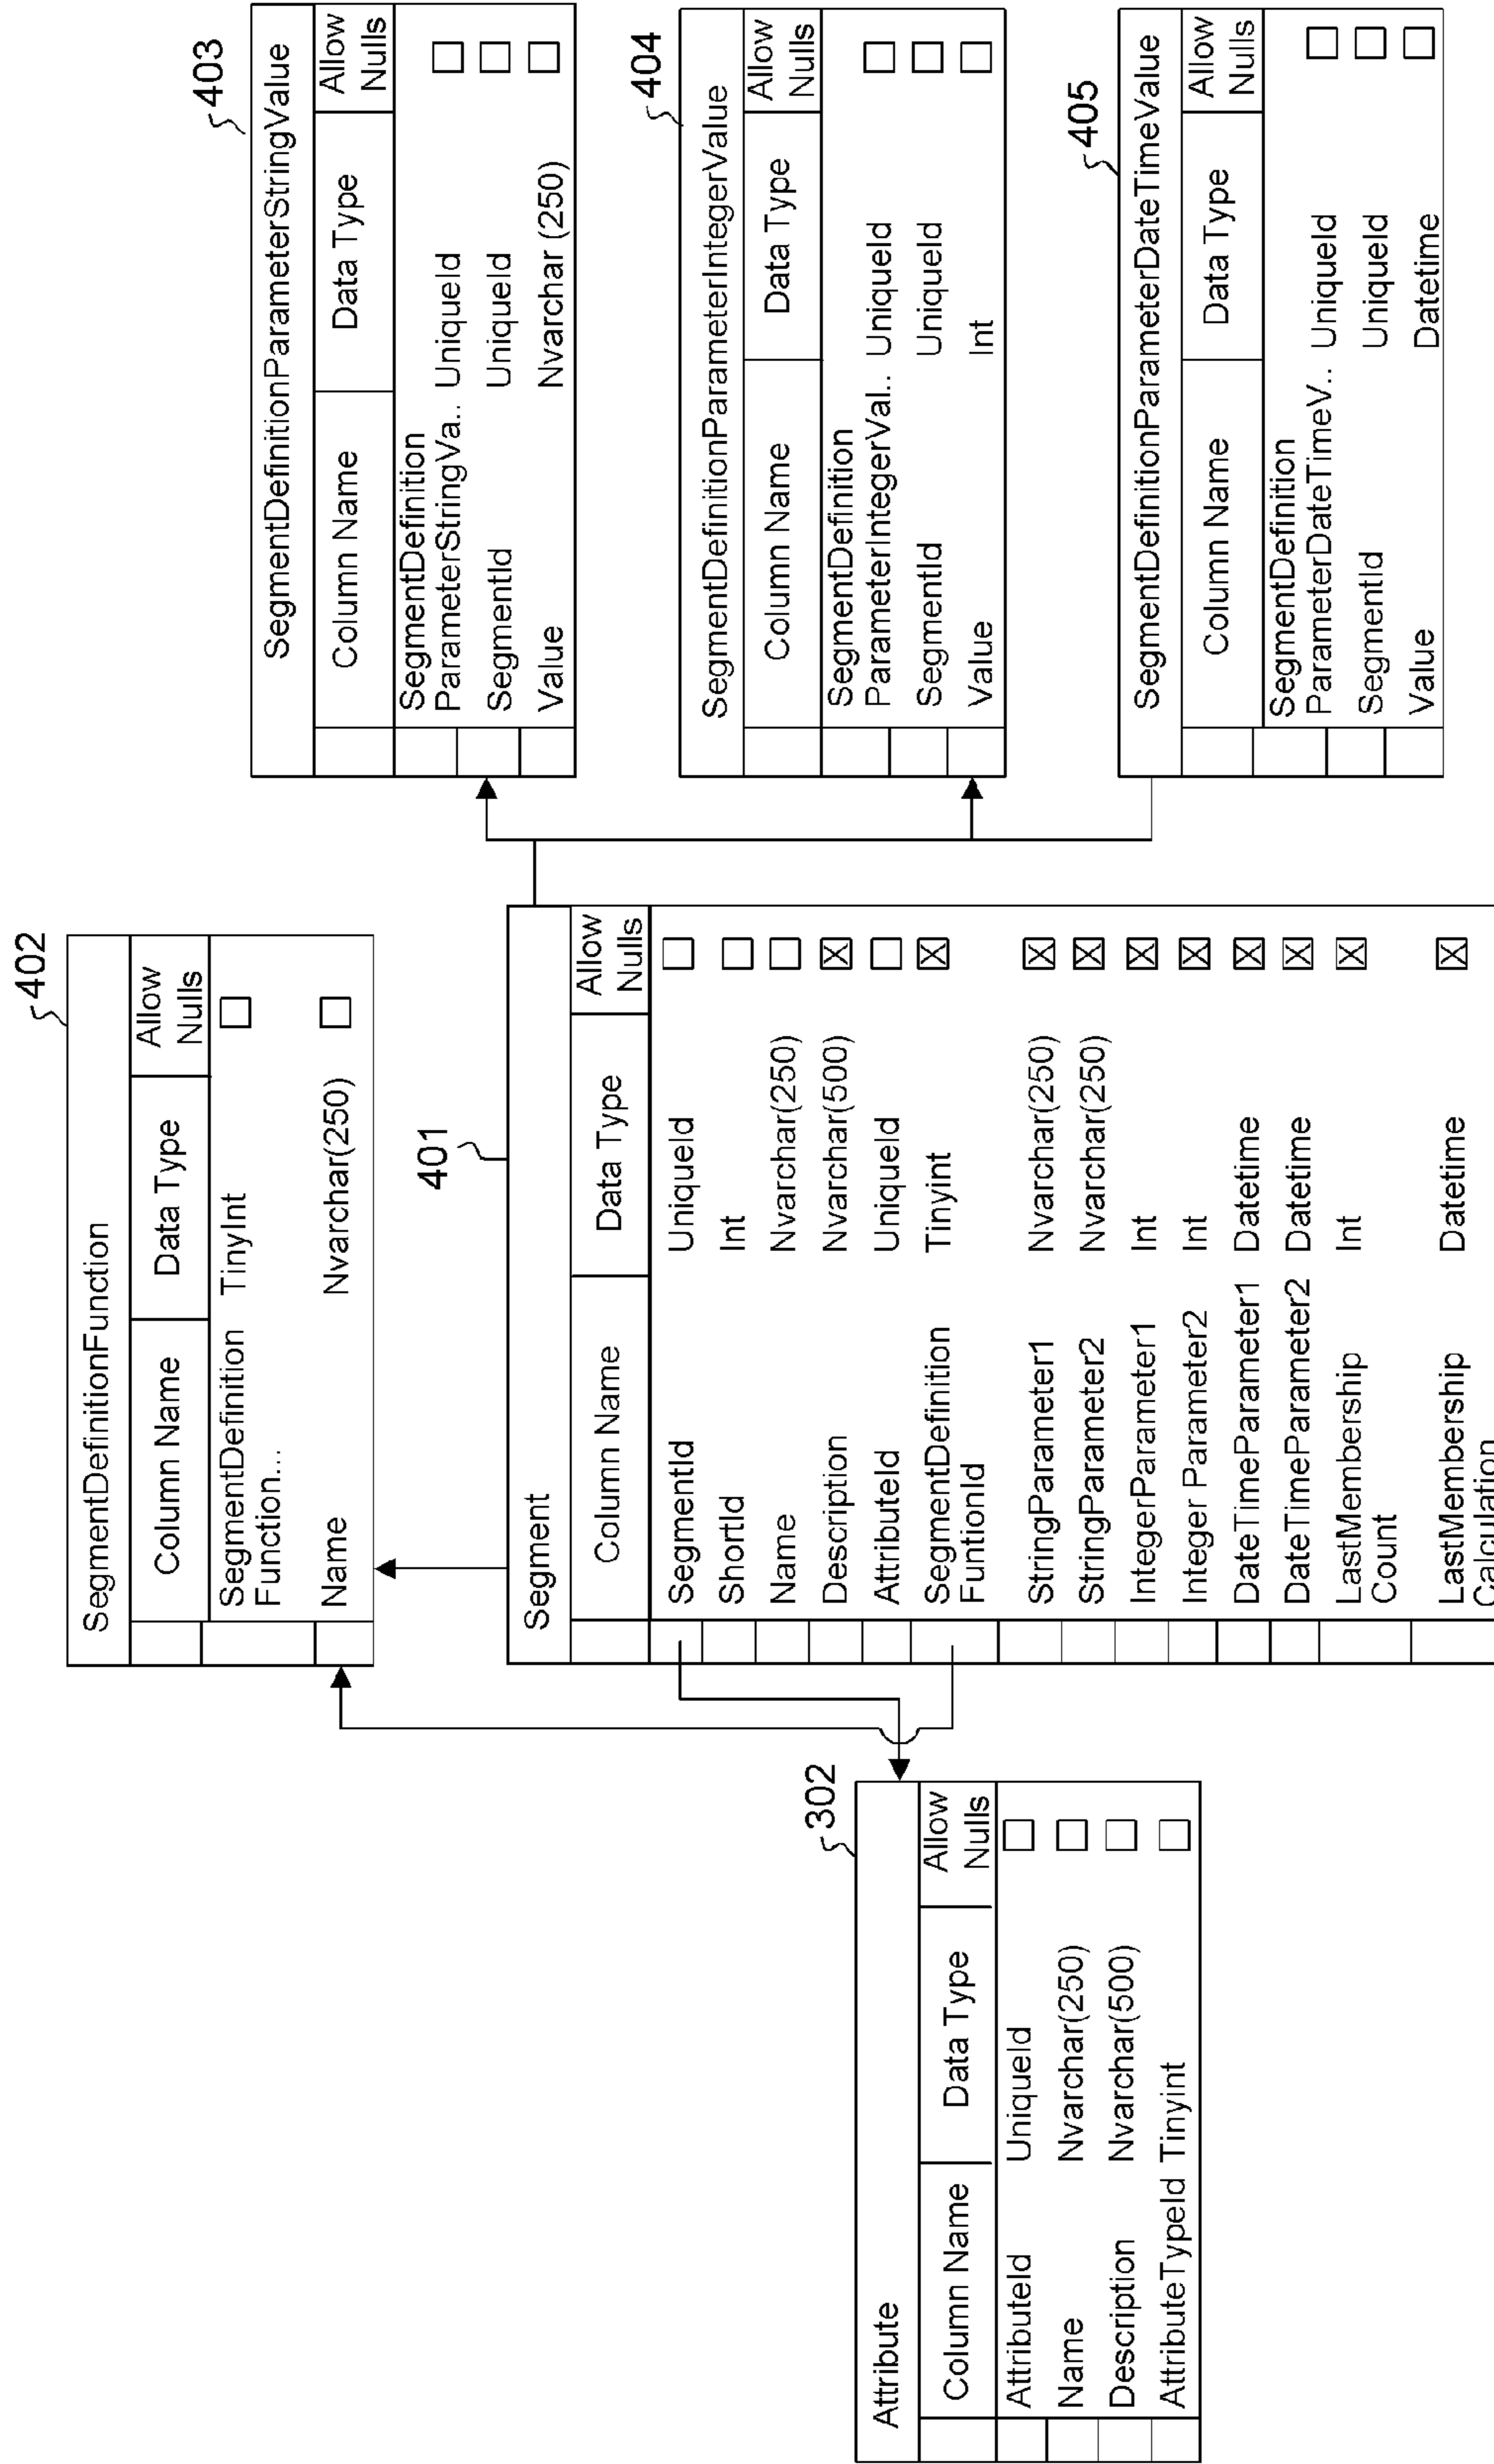 402
SegmentDefinitionFunction
Column Name Data Type Allow Nulls
SegmentDefinition Function... TinyInt
Name Nvarchar(250)
403
SegmentDefinitionParameterStringValue
Column Name Data Type Allow Nulls
SegmentDefinition
ParameterStringVa.. UniqueId
SegmentId UniqueId
Value Nvarchar (250)
401
Segment
Column Name Data Type Allow Nulls
SegmentId UniqueId
ShortId Int
Name Nvarchar(250)
Description Nvarchar(500)
AttributeId UniqueId
SegmentDefinition Tinyint
FuntionId
StringParameter1 Nvarchar(250)
StringParameter2 Nvarchar(250)
IntegerParameter1 Int
Integer Parameter2 Int
DateTimeParameter1 Datetime
DateTimeParameter2 Datetime
LastMembership Int
Count
LastMembership Datetime
Calculation
404
SegmentDefinitionParameterIntegerValue
Column Name Data Type Allow Nulls
SegmentDefinition
ParameterIntegerVal.. UniqueId
SegmentId UniqueId
Value Int
405
SegmentDefinitionParameterDateTimeValue
Column Name Data Type Allow Nulls
SegmentDefinition
ParameterDateTimeV.. UniqueId
SegmentId UniqueId
Value Datetime
302
Attribute
Column Name Data Type Allow Nulls
AttributeId UniqueId
Name Nvarchar(250)
Description Nvarchar(500)
AttributeTypeId Tinyint